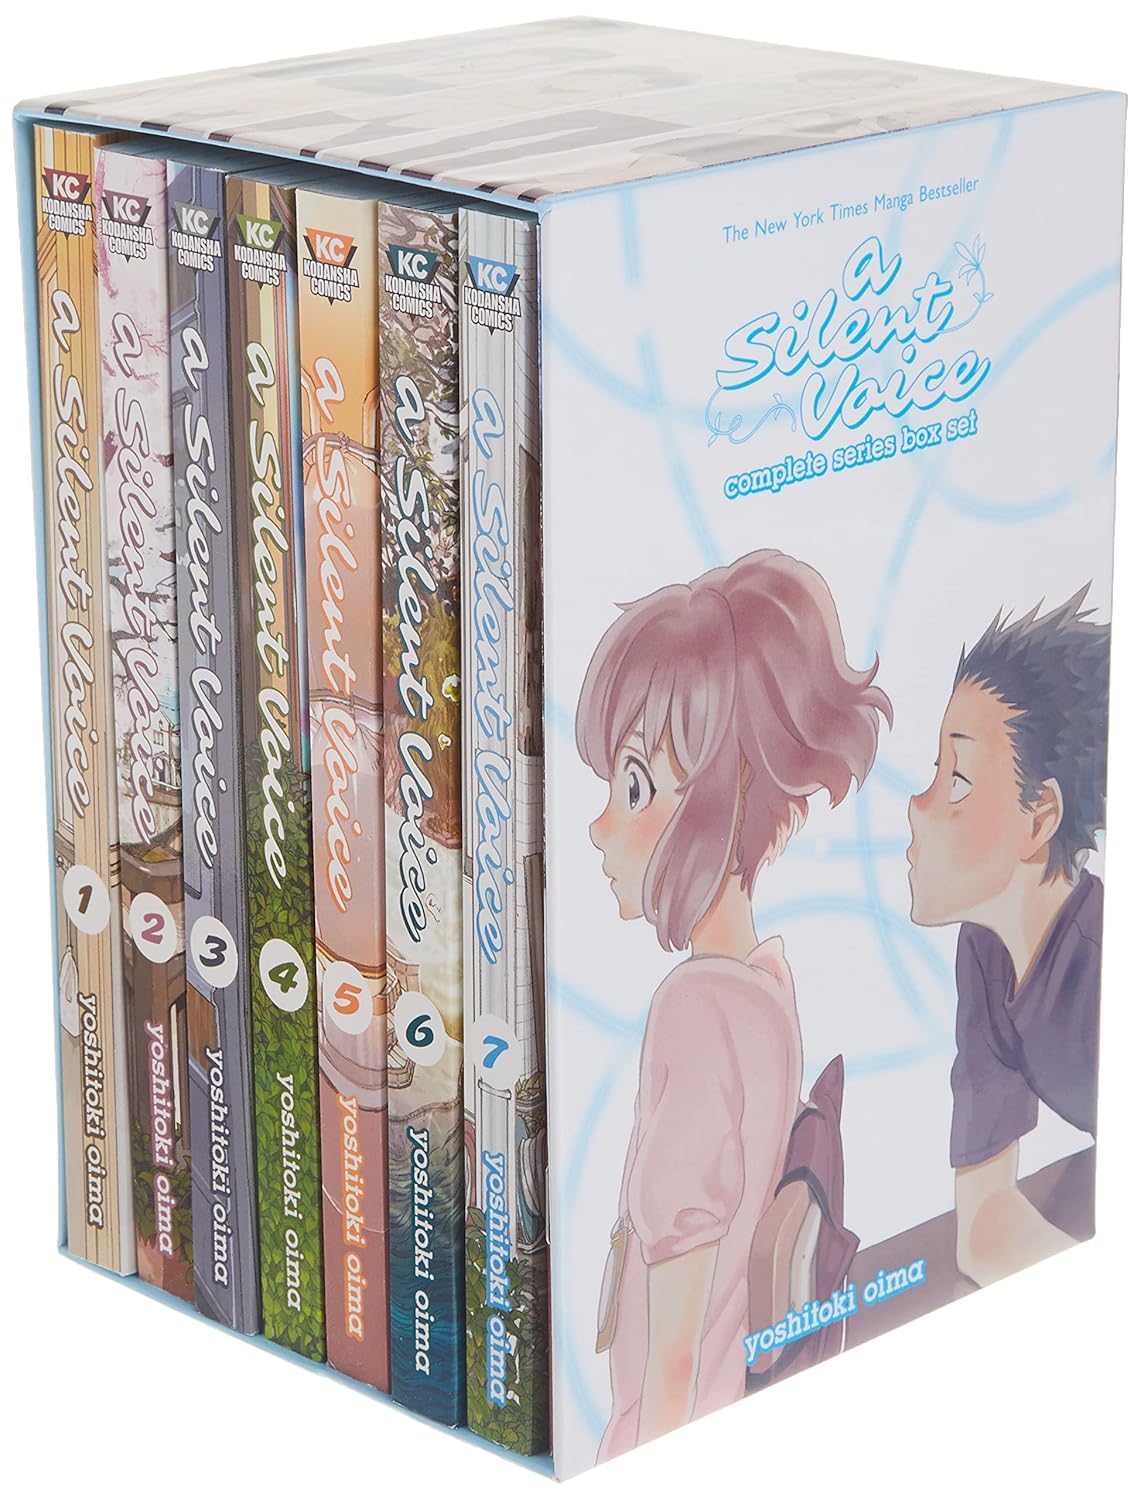 KC
KODANSHA
COMICS
a Silent Voice
1
yoshitoki oima
KC
KODANSHA
COMICS
a Silent Voice
2
yoshitoki oima
KC
KODANSHA
COMICS
a Silent Voice
3
yoshitoki oima
KC
KODANSHA
COMICS
a Silent Voice
4
yoshitoki oima
KC
KODANSHA
COMICS
a Silent Voice
5
yoshitoki oima
KC
KODANSHA
COMICS
a Silent Voice
6
yoshitoki oima
KC
KODANSHA
COMICS
a Silent Voice
7
yoshitoki oima
The New York Times Manga Bestseller
a
Silent
Voice
complete series box set
yoshitoki oima